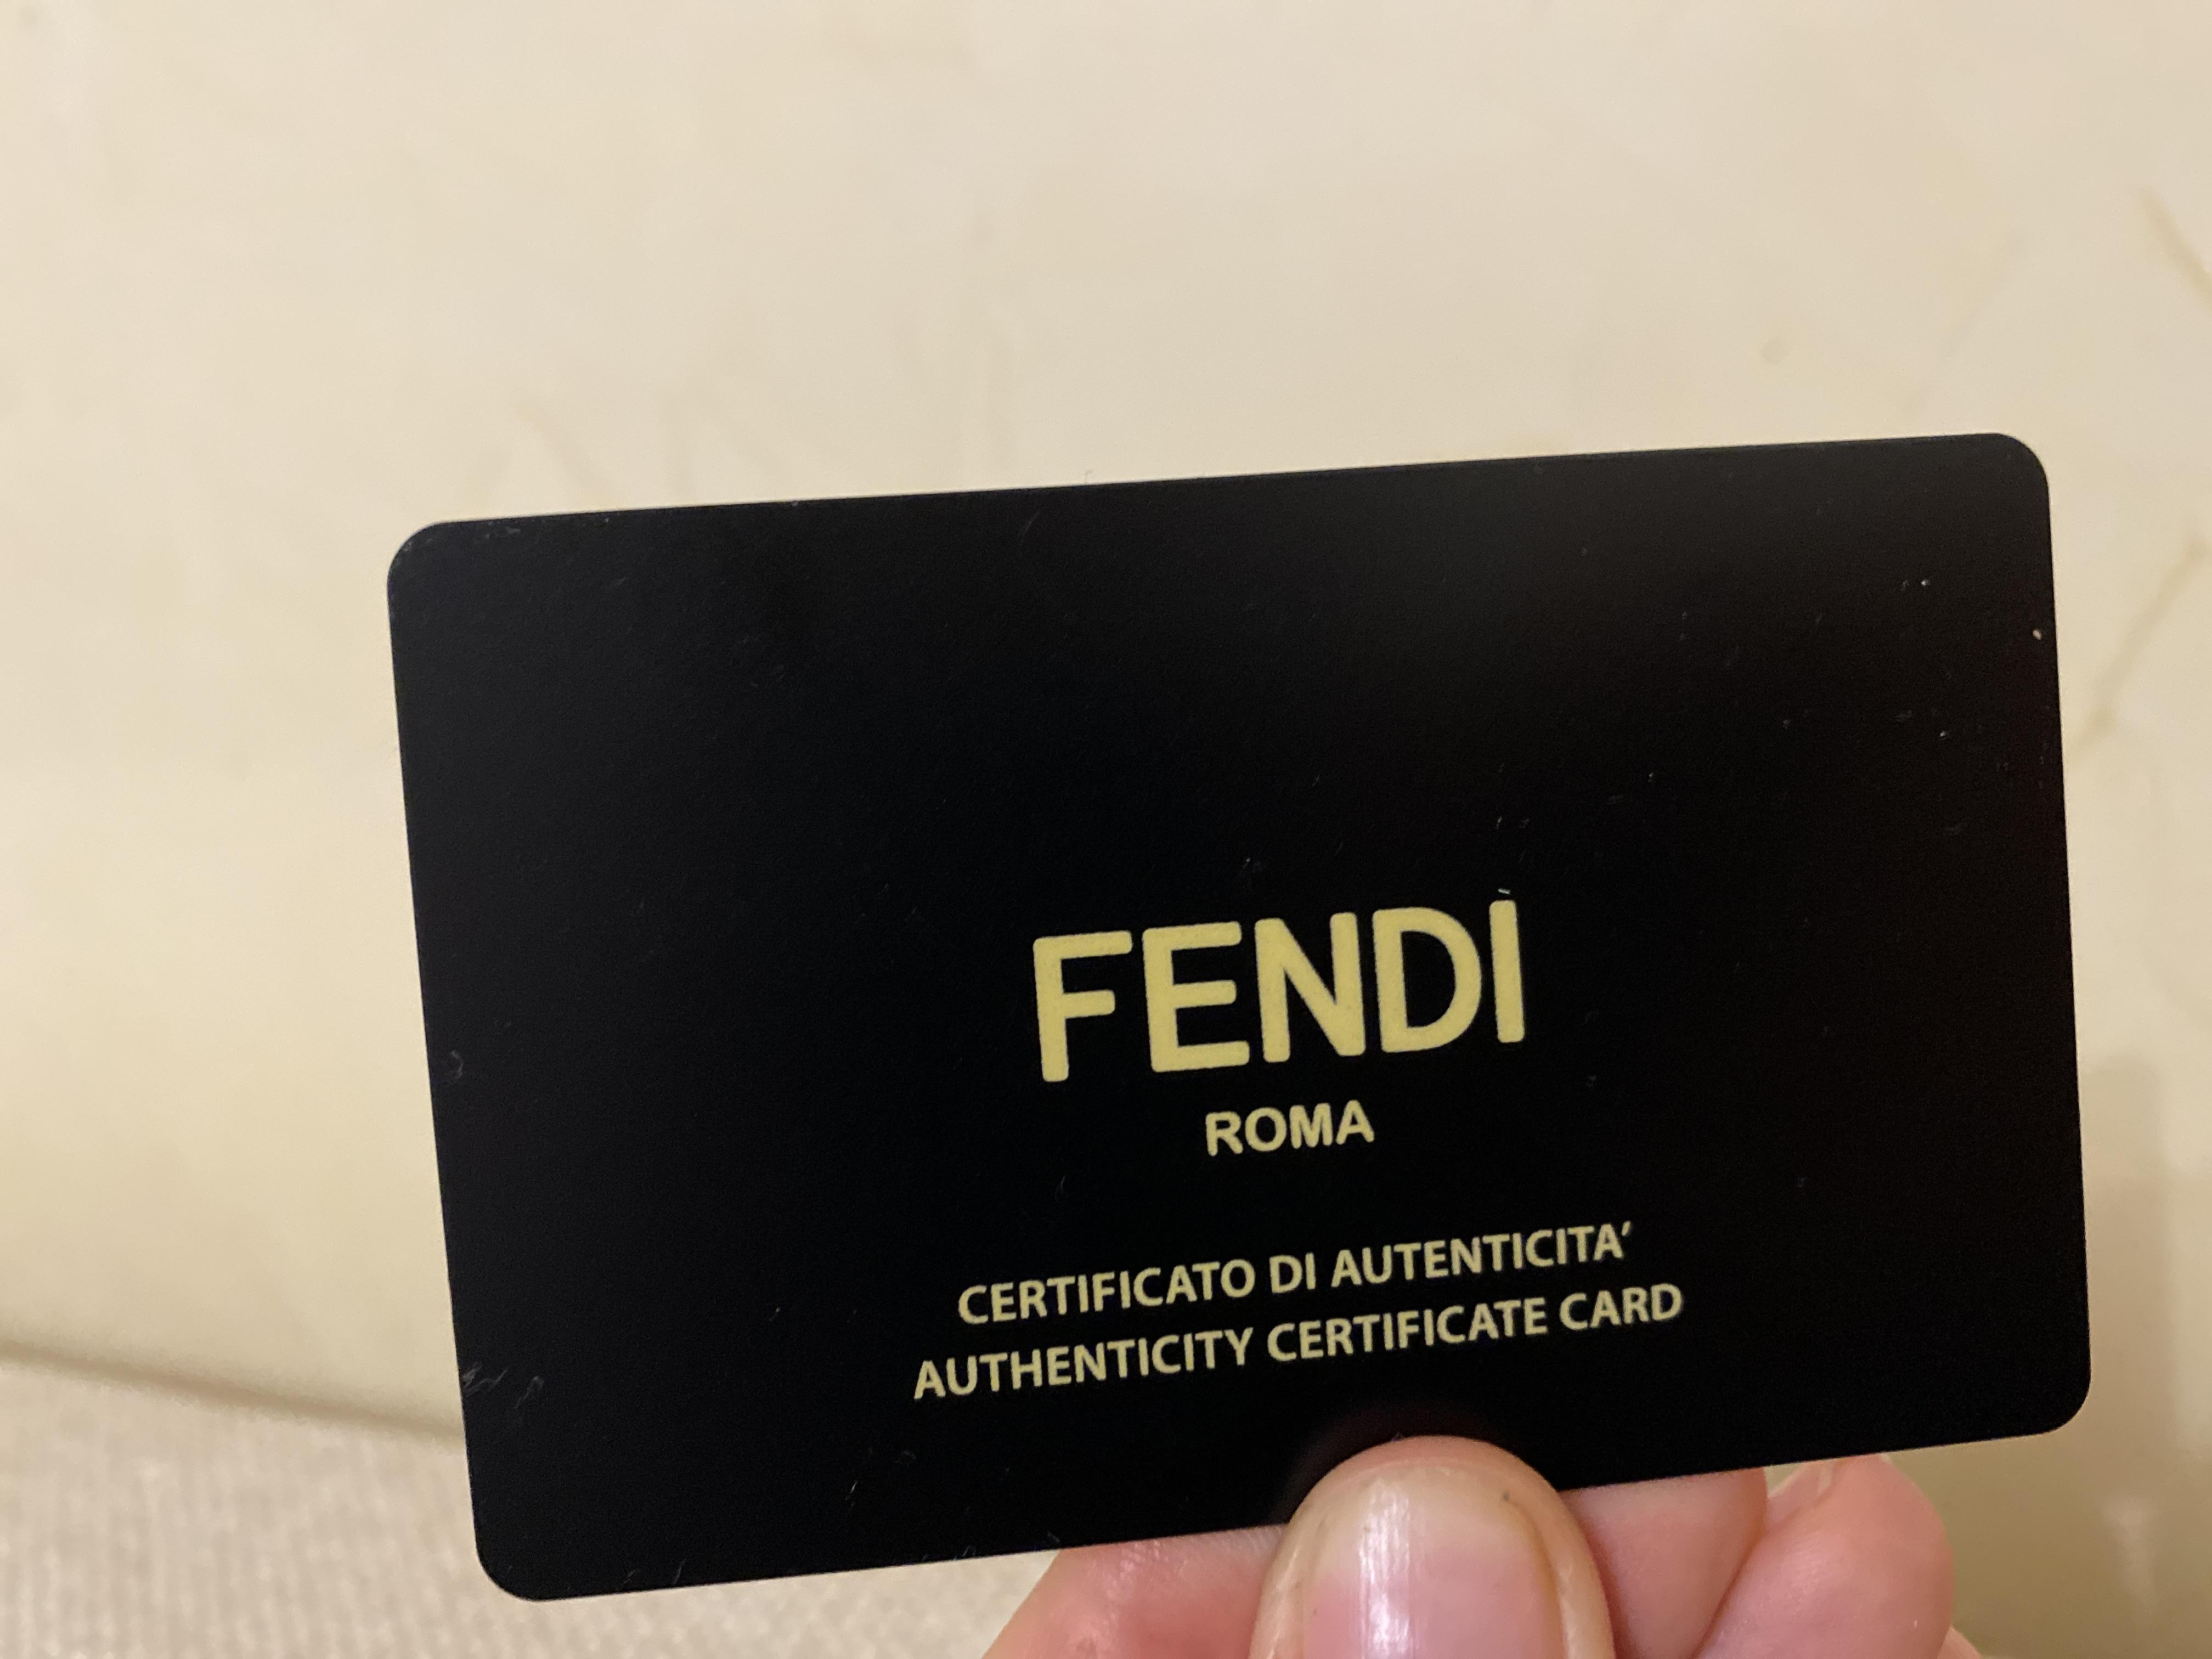 FENDI
ROMA
CERTIFICATO DI AUTENTICITA'
AUTHENTICITY CERTIFICATE CARD